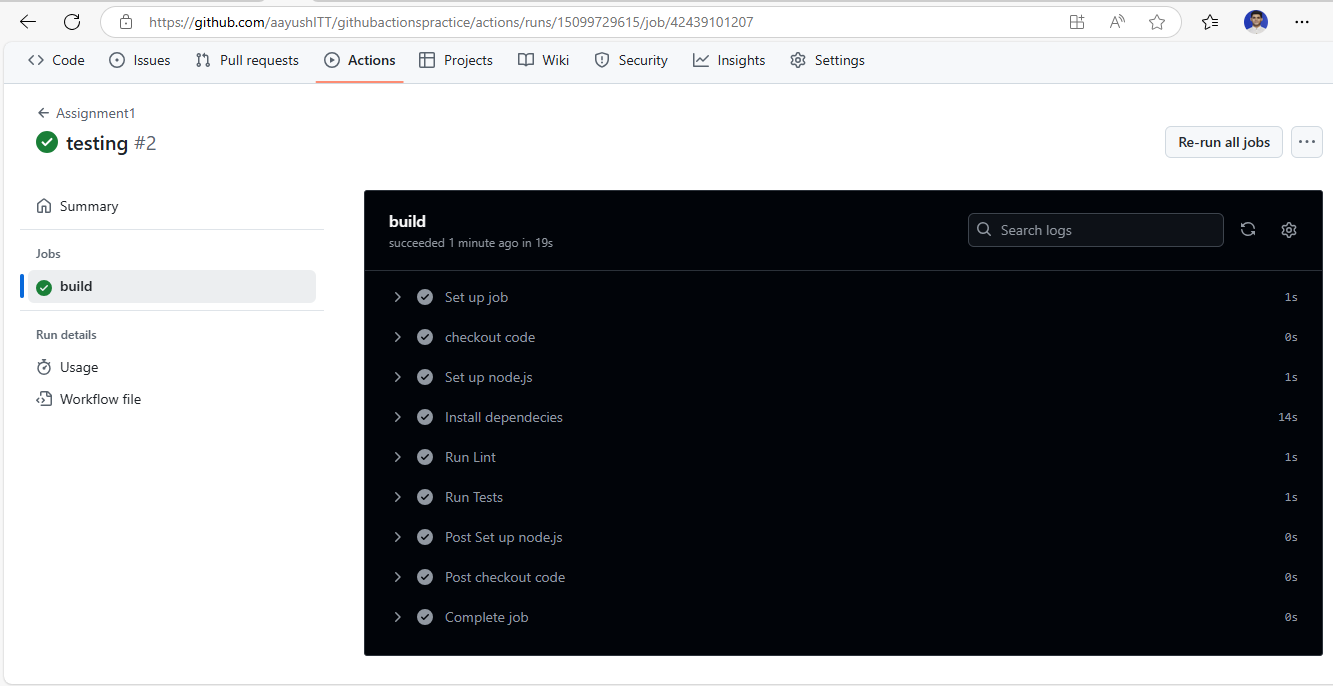 https://github.com/aayushITT/githubactionspractice/actions/runs/15099729615/job/42439101207
Code Issues Pull requests Actions Projects Wiki Security Insights Settings
Assignment1
testing #2
Re-run all jobs
Summary
Jobs
build
Run details
Usage
Workflow file
build
succeeded 1 minute ago in 19s
Search logs
Set up job 1s
checkout code 0s
Set up node.js 1s
Install dependecies 14s
Run Lint 1s
Run Tests 1s
Post Set up node.js 0s
Post checkout code 0s
Complete job 0s